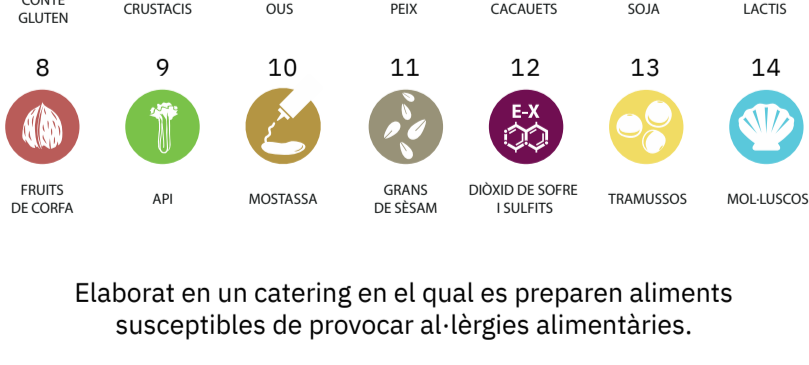 CONTÉ
GLUTEN
CRUSTACIS
OUS
PEIX
CACAUETS
SOJA
LACTIS
8
9
10
11
12
13
14
E-X
FRUITS
DE CORFA
API
MOSTASSA
GRANS
DE SÈSAM
DIÒXID DE SOFRE
I SULFITS
TRAMUSSOS
MOL·LUSCOS
Elaborat en un catering en el qual es preparen aliments
susceptibles de provocar al·lèrgies alimentàries.